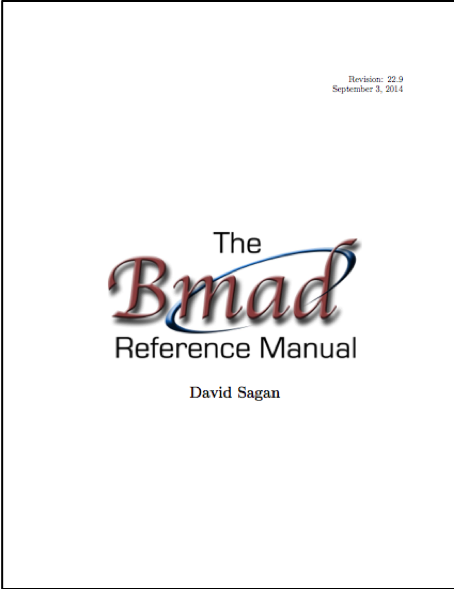 Revision: 22.9
September 3, 2014
The
Bmad
Reference Manual
David Sagan